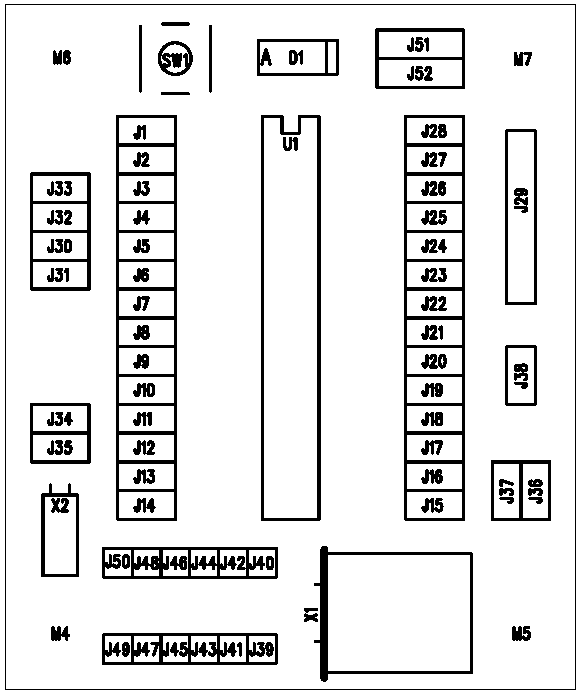 M6 SW1 A D1 J51 M7
J52
J1 U1 J28
J2 J27
J33 J3 J26 J29
J32 J4 J25
J30 J5 J24
J31 J6 J23
J7 J22
J8 J21
J9 J20 J38
J10 J19
J34 J11 J18
J35 J12 J17
J13 J16 J37 J36
X2 J14 J15
J50 J48 J46 J44 J42 J40
X1
M4 M5
J49 J47 J45 J43 J41 J39